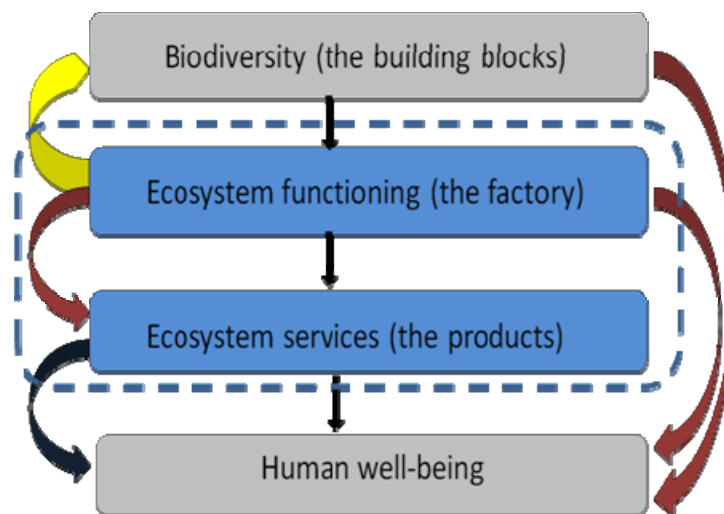 Biodiversity (the building blocks)
Ecosystem functioning (the factory)
Ecosystem services (the products)
Human well-being